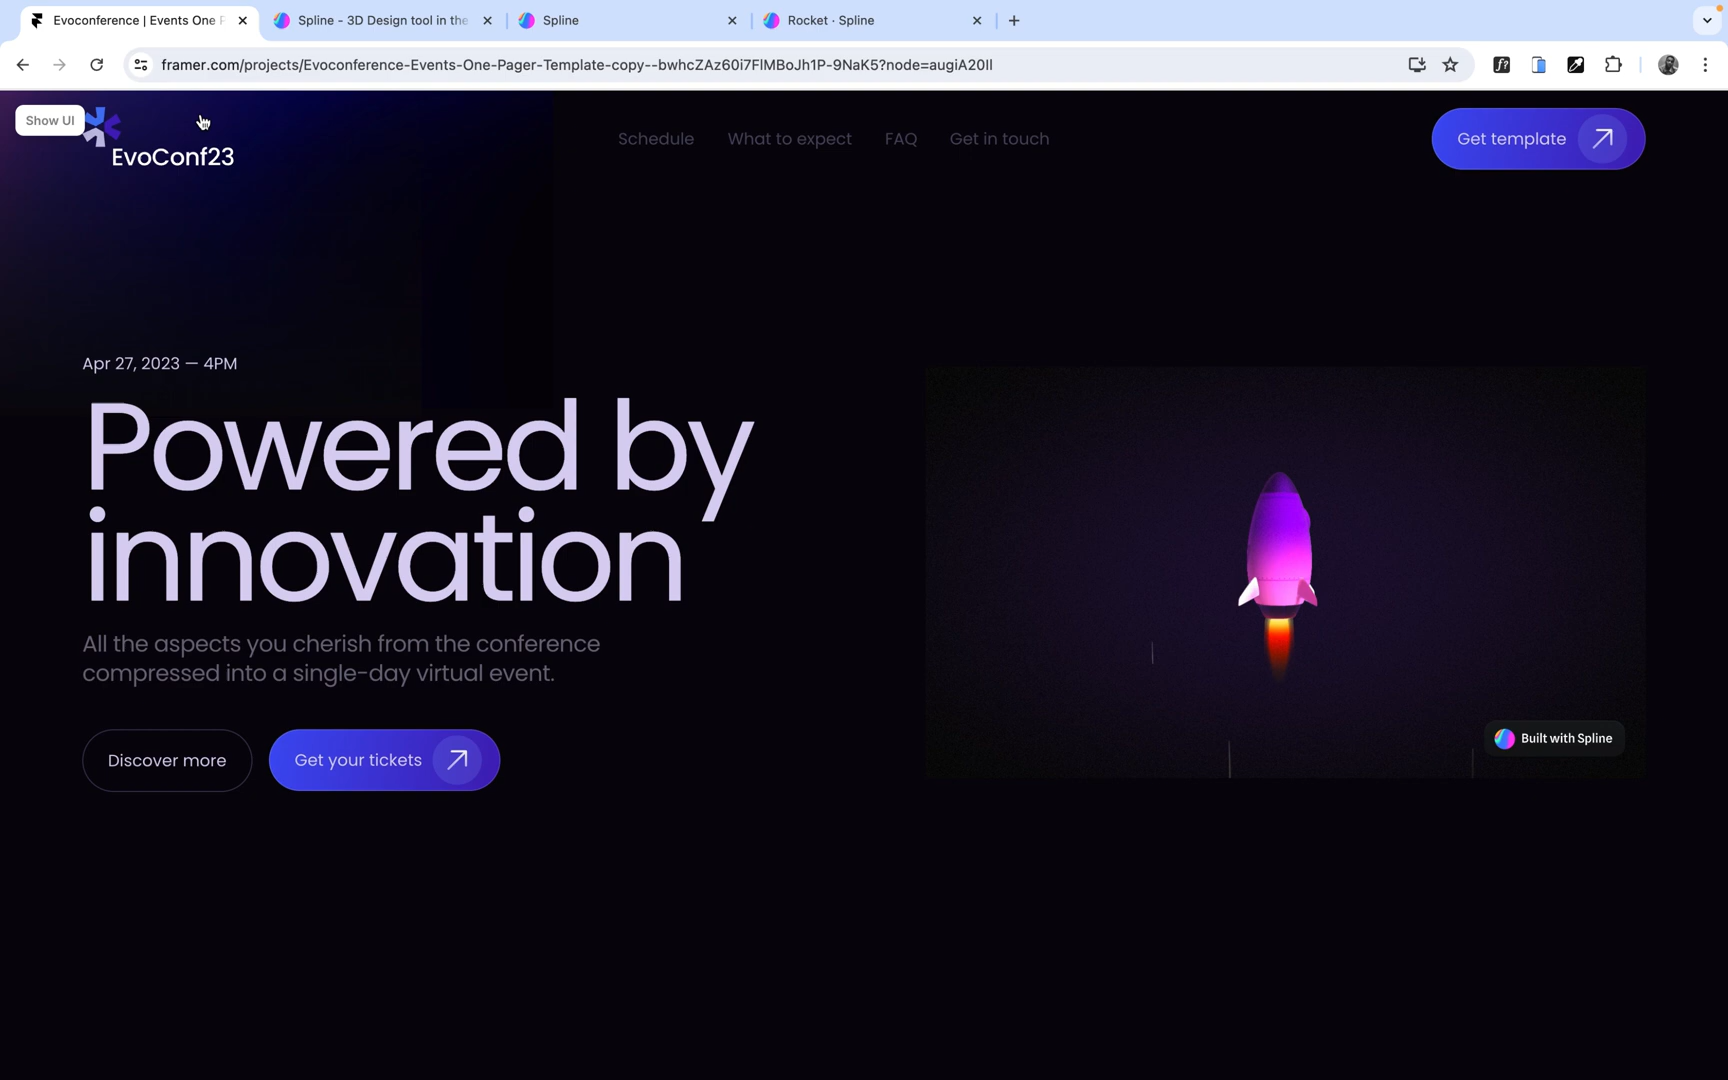 Evoconference | Events One P
Spline - 3D Design tool in the
Spline
Rocket · Spline
framer.com/projects/Evoconference-Events-One-Pager-Template-copy--bwhcZAz60i7FlMBoJh1P-9NaK5?node=augiA20Il
f?
Show UI
EvoConf23
Schedule
What to expect
FAQ
Get in touch
Get template
Apr 27, 2023 — 4PM
Powered by
innovation
All the aspects you cherish from the conference
compressed into a single-day virtual event.
Discover more
Get your tickets
Built with Spline